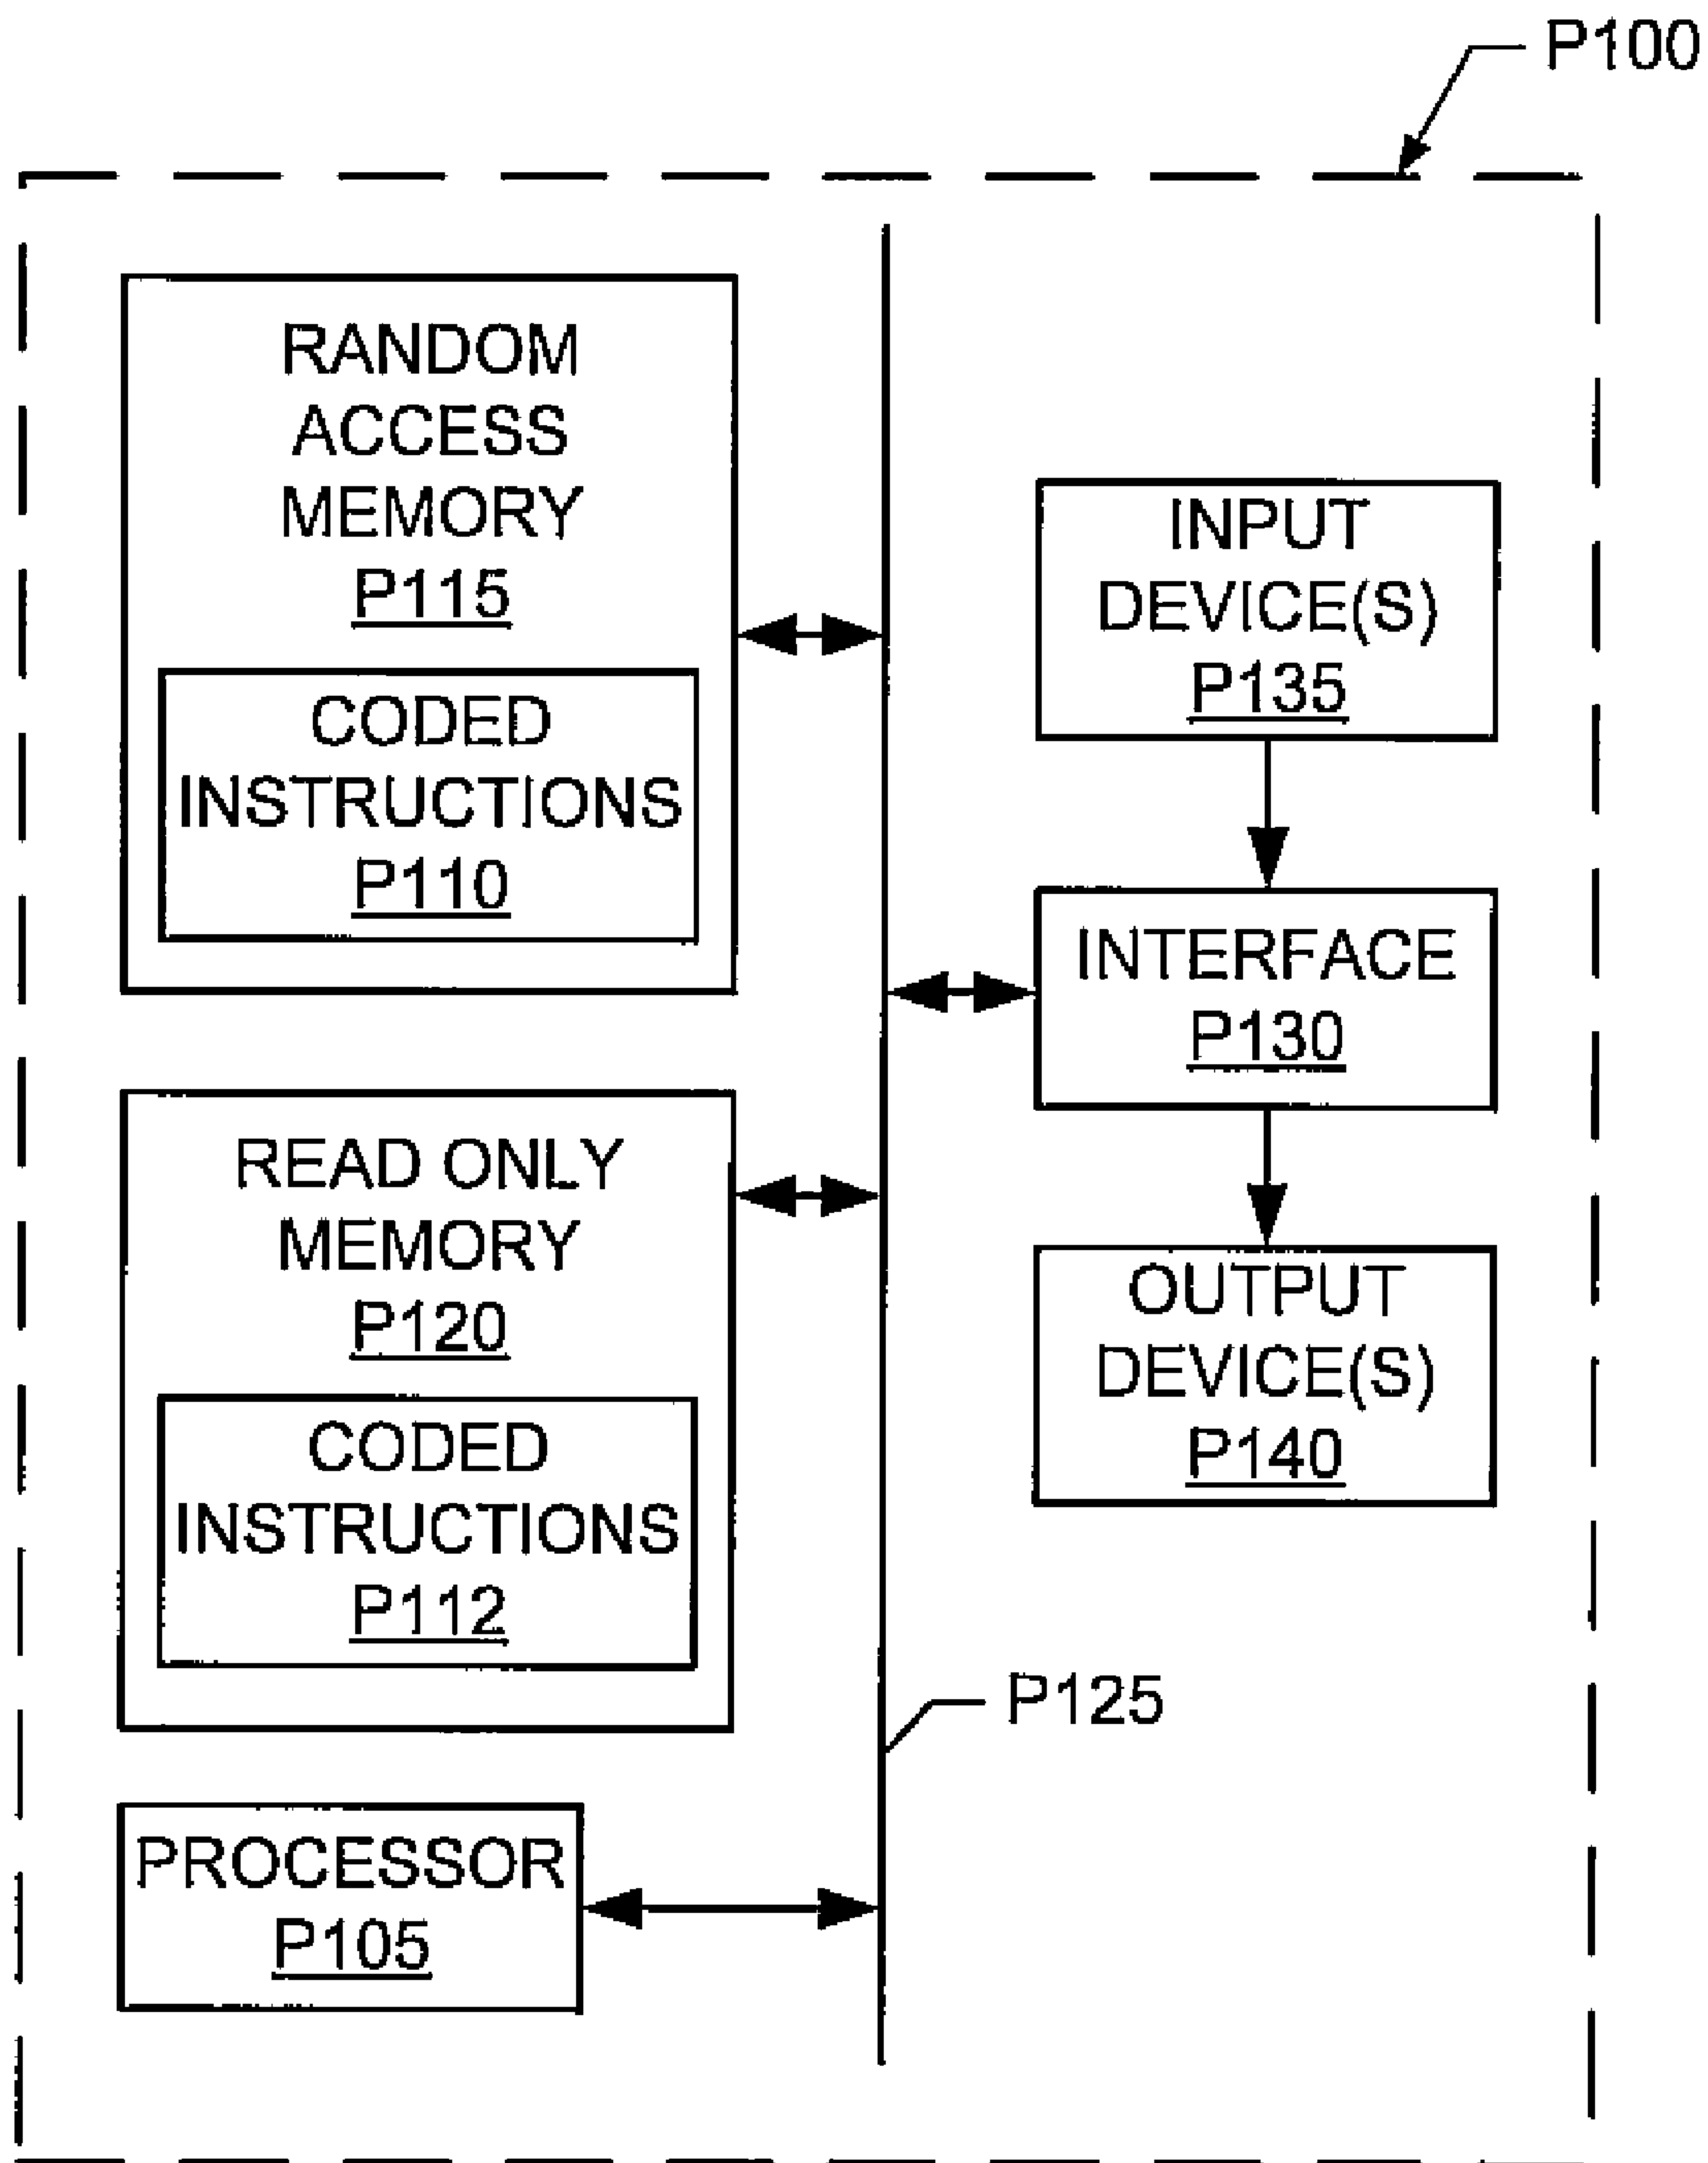 P100
RANDOM
ACCESS
MEMORY
P115
CODED
INSTRUCTIONS
P110
READ ONLY
MEMORY
P120
CODED
INSTRUCTIONS
P112
PROCESSOR
P105
INPUT
DEVICE(S)
P135
INTERFACE
P130
OUTPUT
DEVICE(S)
P140
P125